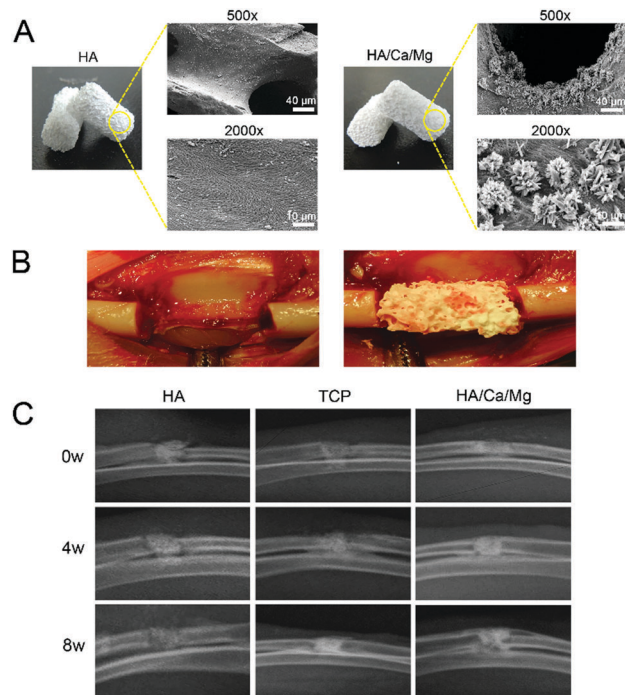 A
HA
500x
40 µm
2000x
10 µm
HA/Ca/Mg
500x
40 µm
2000x
10 µm
B
C
HA TCP HA/Ca/Mg
0w
4w
8w